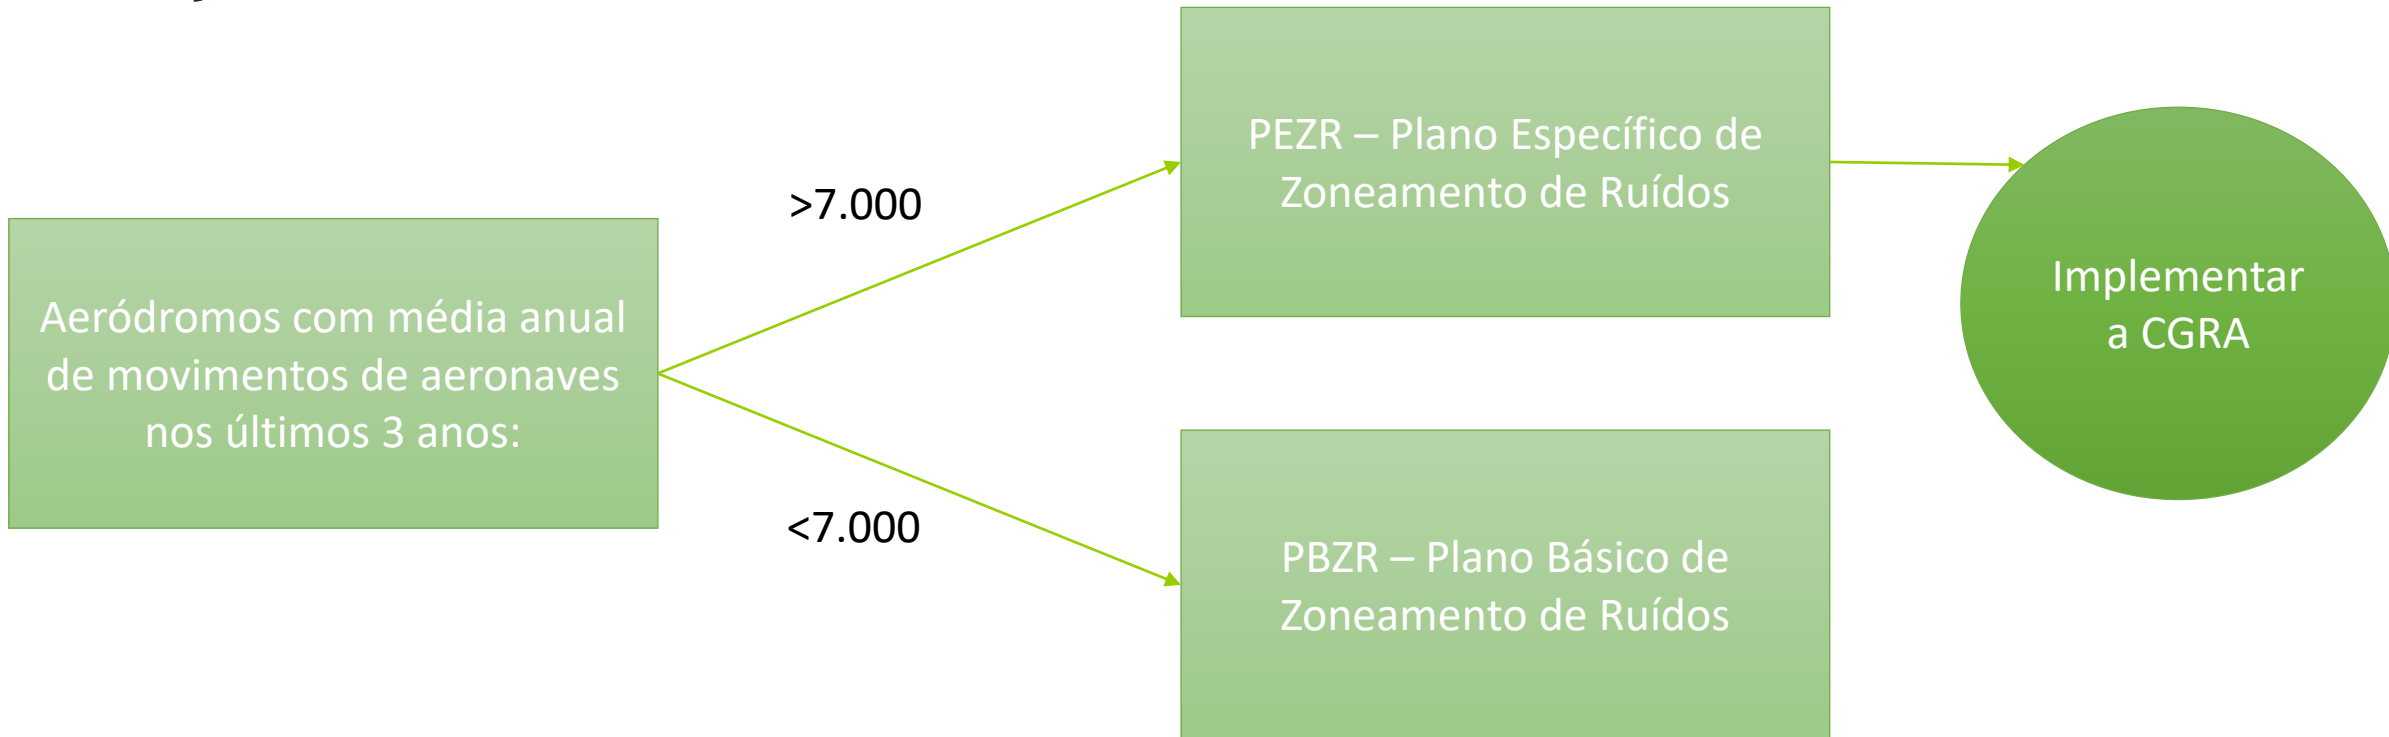 Aeródromos com média anual
de movimentos de aeronaves
nos últimos 3 anos:
>7.000
<7.000
PEZR – Plano Específico de
Zoneamento de Ruídos
PBZR – Plano Básico de
Zoneamento de Ruídos
Implementar
a CGRA